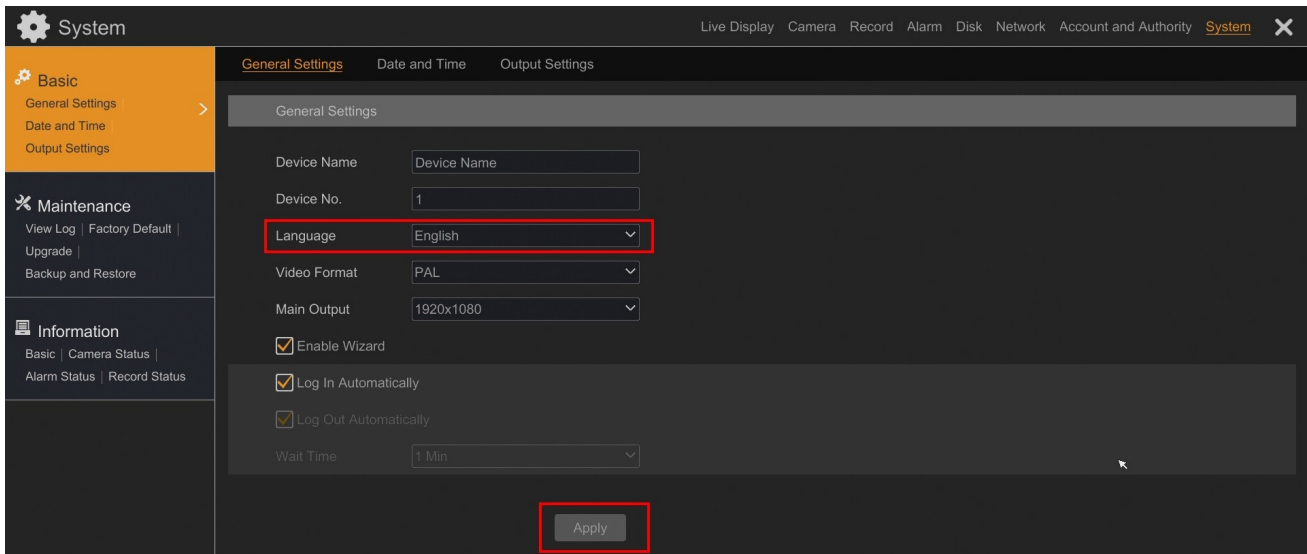 System
Live Display Camera Record Alarm Disk Network Account and Authority System
Basic
General Settings
Date and Time |
Output Settings
Maintenance
View Log | Factory Default |
Upgrade |
Backup and Restore
Information
Basic | Camera Status |
Alarm Status | Record Status
General Settings Date and Time Output Settings
General Settings
Device Name Device Name
Device No. 1
Language English
Video Format PAL
Main Output 1920x1080
Enable Wizard
Log In Automatically
Log Out Automatically
Wait Time 1 Min
Apply